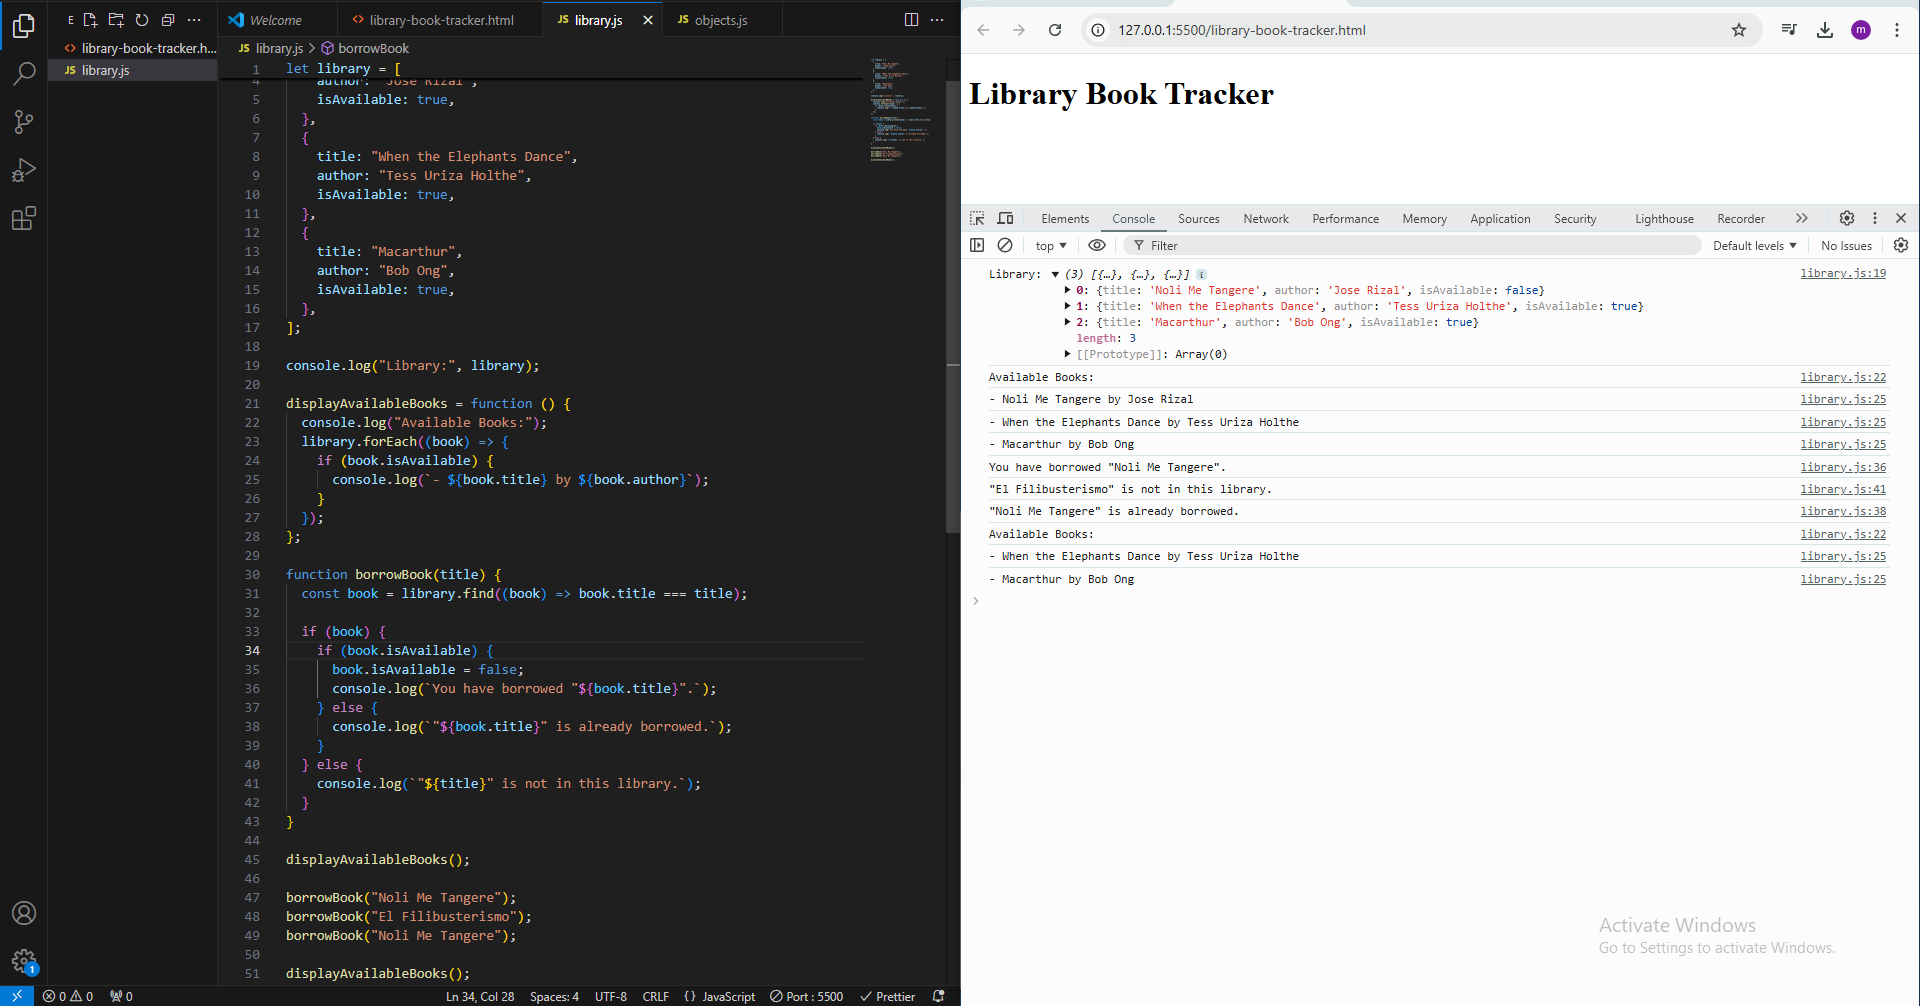 E
Welcome
library-book-tracker.html
JS library.js
JS objects.js
library-book-tracker.h...
JS library.js
JS library.js > borrowBook
1 let library = [
4 author: "Jose Rizal",
5 isAvailable: true,
6 },
7 {
8 title: "When the Elephants Dance",
9 author: "Tess Uriza Holthe",
10 isAvailable: true,
11 },
12 {
13 title: "Macarthur",
14 author: "Bob Ong",
15 isAvailable: true,
16 },
17 ];
18
19 console.log("Library:", library);
20
21 displayAvailableBooks = function () {
22 console.log("Available Books:");
23 library.forEach((book) => {
24 if (book.isAvailable) {
25 console.log(`- ${book.title} by ${book.author}`);
26 }
27 });
28 };
29
30 function borrowBook(title) {
31 const book = library.find((book) => book.title === title);
32
33 if (book) {
34 if (book.isAvailable) {
35 book.isAvailable = false;
36 console.log(`You have borrowed "${book.title}".`);
37 } else {
38 console.log(`"${book.title}" is already borrowed.`);
39 }
40 } else {
41 console.log(`"${title}" is not in this library.`);
42 }
43 }
44
45 displayAvailableBooks();
46
47 borrowBook("Noli Me Tangere");
48 borrowBook("El Filibusterismo");
49 borrowBook("Noli Me Tangere");
50
51 displayAvailableBooks();
1
0 0 0 Ln 34, Col 28 Spaces: 4 UTF-8 CRLF {} JavaScript Port : 5500 Prettier
127.0.0.1:5500/library-book-tracker.html
m
Library Book Tracker
Elements Console Sources Network Performance Memory Application Security Lighthouse Recorder
top Filter Default levels No Issues
Library: (3) [{…}, {…}, {…}] i library.js:19
0: {title: 'Noli Me Tangere', author: 'Jose Rizal', isAvailable: false}
1: {title: 'When the Elephants Dance', author: 'Tess Uriza Holthe', isAvailable: true}
2: {title: 'Macarthur', author: 'Bob Ong', isAvailable: true}
length: 3
[[Prototype]]: Array(0)
Available Books: library.js:22
- Noli Me Tangere by Jose Rizal library.js:25
- When the Elephants Dance by Tess Uriza Holthe library.js:25
- Macarthur by Bob Ong library.js:25
You have borrowed "Noli Me Tangere". library.js:36
"El Filibusterismo" is not in this library. library.js:41
"Noli Me Tangere" is already borrowed. library.js:38
Available Books: library.js:22
- When the Elephants Dance by Tess Uriza Holthe library.js:25
- Macarthur by Bob Ong library.js:25
Activate Windows
Go to Settings to activate Windows.